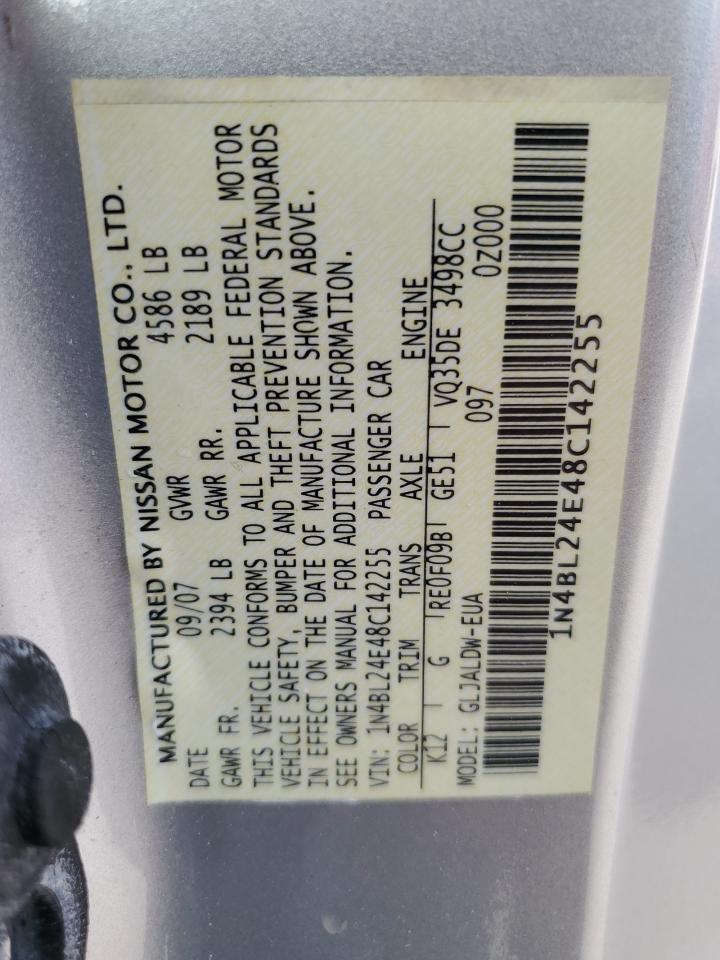 MANUFACTURED BY NISSAN MOTOR CO., LTD.
DATE 09/07 GVWR 4586 LB
GAWR FR. 2394 LB GAWR RR. 2189 LB
THIS VEHICLE CONFORMS TO ALL APPLICABLE FEDERAL MOTOR
VEHICLE SAFETY, BUMPER AND THEFT PREVENTION STANDARDS
IN EFFECT ON THE DATE OF MANUFACTURE SHOWN ABOVE.
SEE OWNERS MANUAL FOR ADDITIONAL INFORMATION.
VIN: 1N4BL24E48C142255 PASSENGER CAR
COLOR TRIM TRANS AXLE ENGINE
K12 G RE0F09B GE51 VQ35DE 3498CC
MODEL: GLJALDW-EUA 097 0Z000
1N4BL24E48C142255